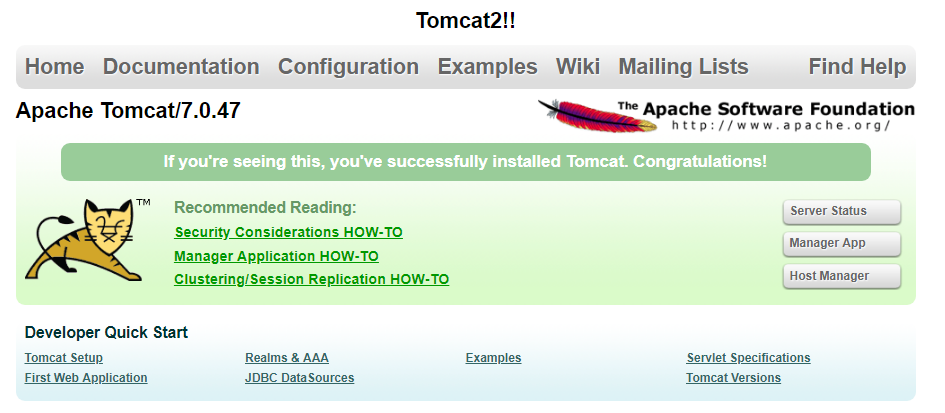 Tomcat2!!
Home Documentation Configuration Examples Wiki Mailing Lists Find Help
Apache Tomcat/7.0.47
The Apache Software Foundation
http://www.apache.org/
If you're seeing this, you've successfully installed Tomcat. Congratulations!
TM
Recommended Reading:
Security Considerations HOW-TO
Manager Application HOW-TO
Clustering/Session Replication HOW-TO
Server Status
Manager App
Host Manager
Developer Quick Start
Tomcat Setup Realms & AAA Examples Servlet Specifications
First Web Application JDBC DataSources Tomcat Versions